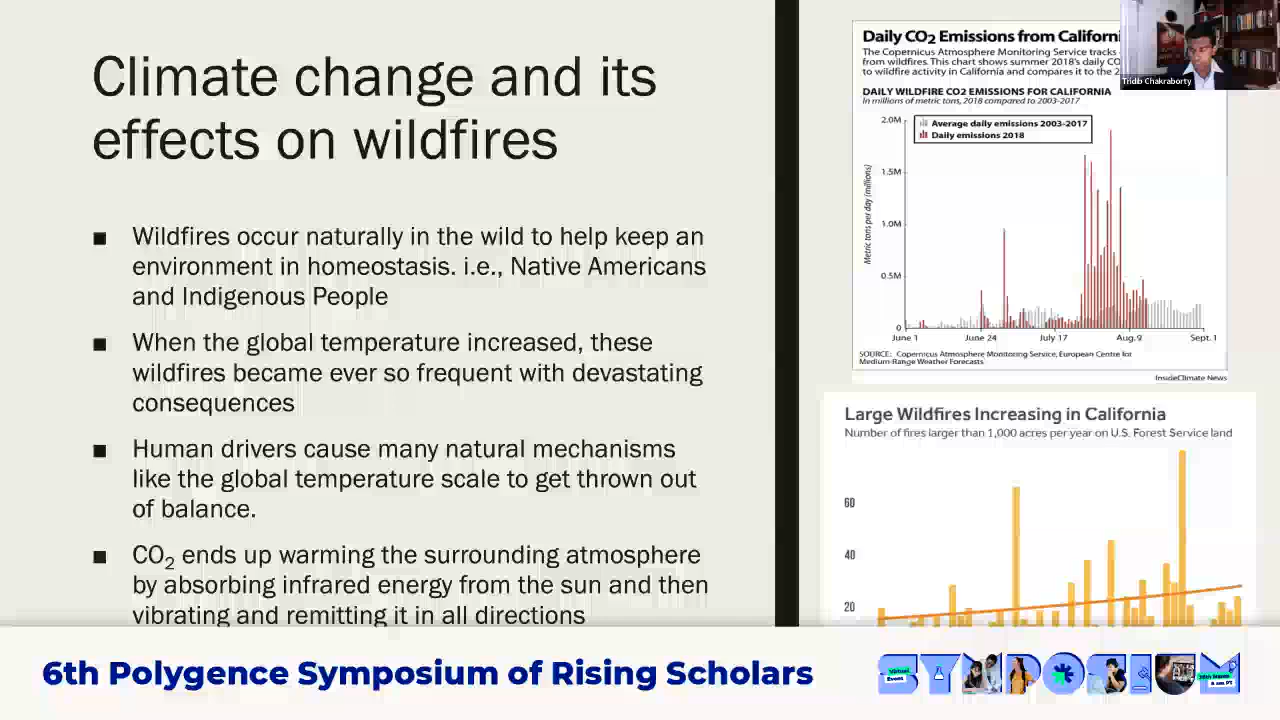 Climate change and its
effects on wildfires
■ Wildfires occur naturally in the wild to help keep an
environment in homeostasis. i.e., Native Americans
and Indigenous People
■ When the global temperature increased, these
wildfires became ever so frequent with devastating
consequences
■ Human drivers cause many natural mechanisms
like the global temperature scale to get thrown out
of balance.
■ CO2 ends up warming the surrounding atmosphere
by absorbing infrared energy from the sun and then
vibrating and remitting it in all directions
Daily CO2 Emissions from Californi
The Copernicus Atmosphere Monitoring Service tracks
from wildfires. This chart shows summer 2018's daily CO
to wildfire activity in California and compares it to the 2
DAILY WILDFIRE CO2 EMISSIONS FOR CALIFORNIA
In millions of metric tons, 2018 compared to 2003-2017
Average daily emissions 2003-2017
Daily emissions 2018
Metric tons per day (millions)
2.0M
1.5M
1.0M
0.5M
0
June 1 June 24 July 17 Aug. 9 Sept. 1
SOURCE: Copernicus Atmosphere Monitoring Service, European Centre for
Medium-Range Weather Forecasts
InsideClimate News
Tridib Chakraborty
Large Wildfires Increasing in California
Number of fires larger than 1,000 acres per year on U.S. Forest Service land
60
40
20
6th Polygence Symposium of Rising Scholars
SYMPOSIUM
Virtual
Event